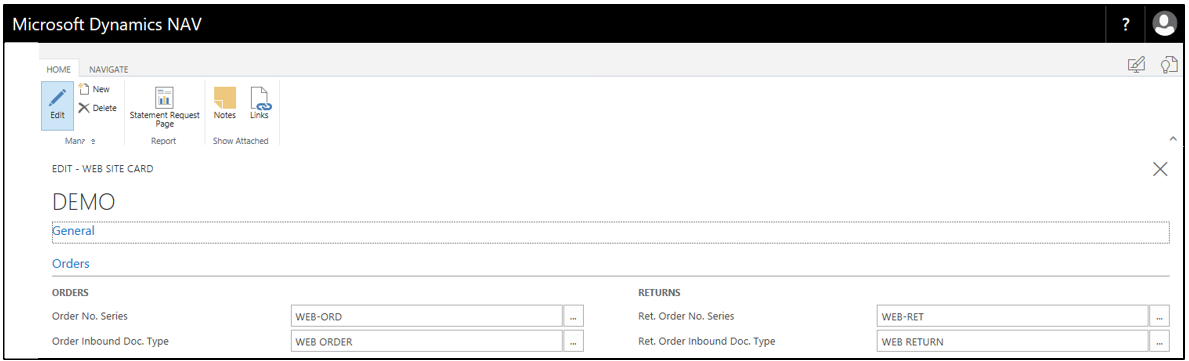 Microsoft Dynamics NAV
?
HOME NAVIGATE
Edit
New
Delete
Statement Request
Page
Notes
Links
Report
Show Attached
EDIT - WEB SITE CARD
DEMO
General
Orders
ORDERS
Order No. Series WEB-ORD ...
Order Inbound Doc. Type WEB ORDER ...
RETURNS
Ret. Order No. Series WEB-RET ...
Ret. Order Inbound Doc. Type WEB RETURN ...